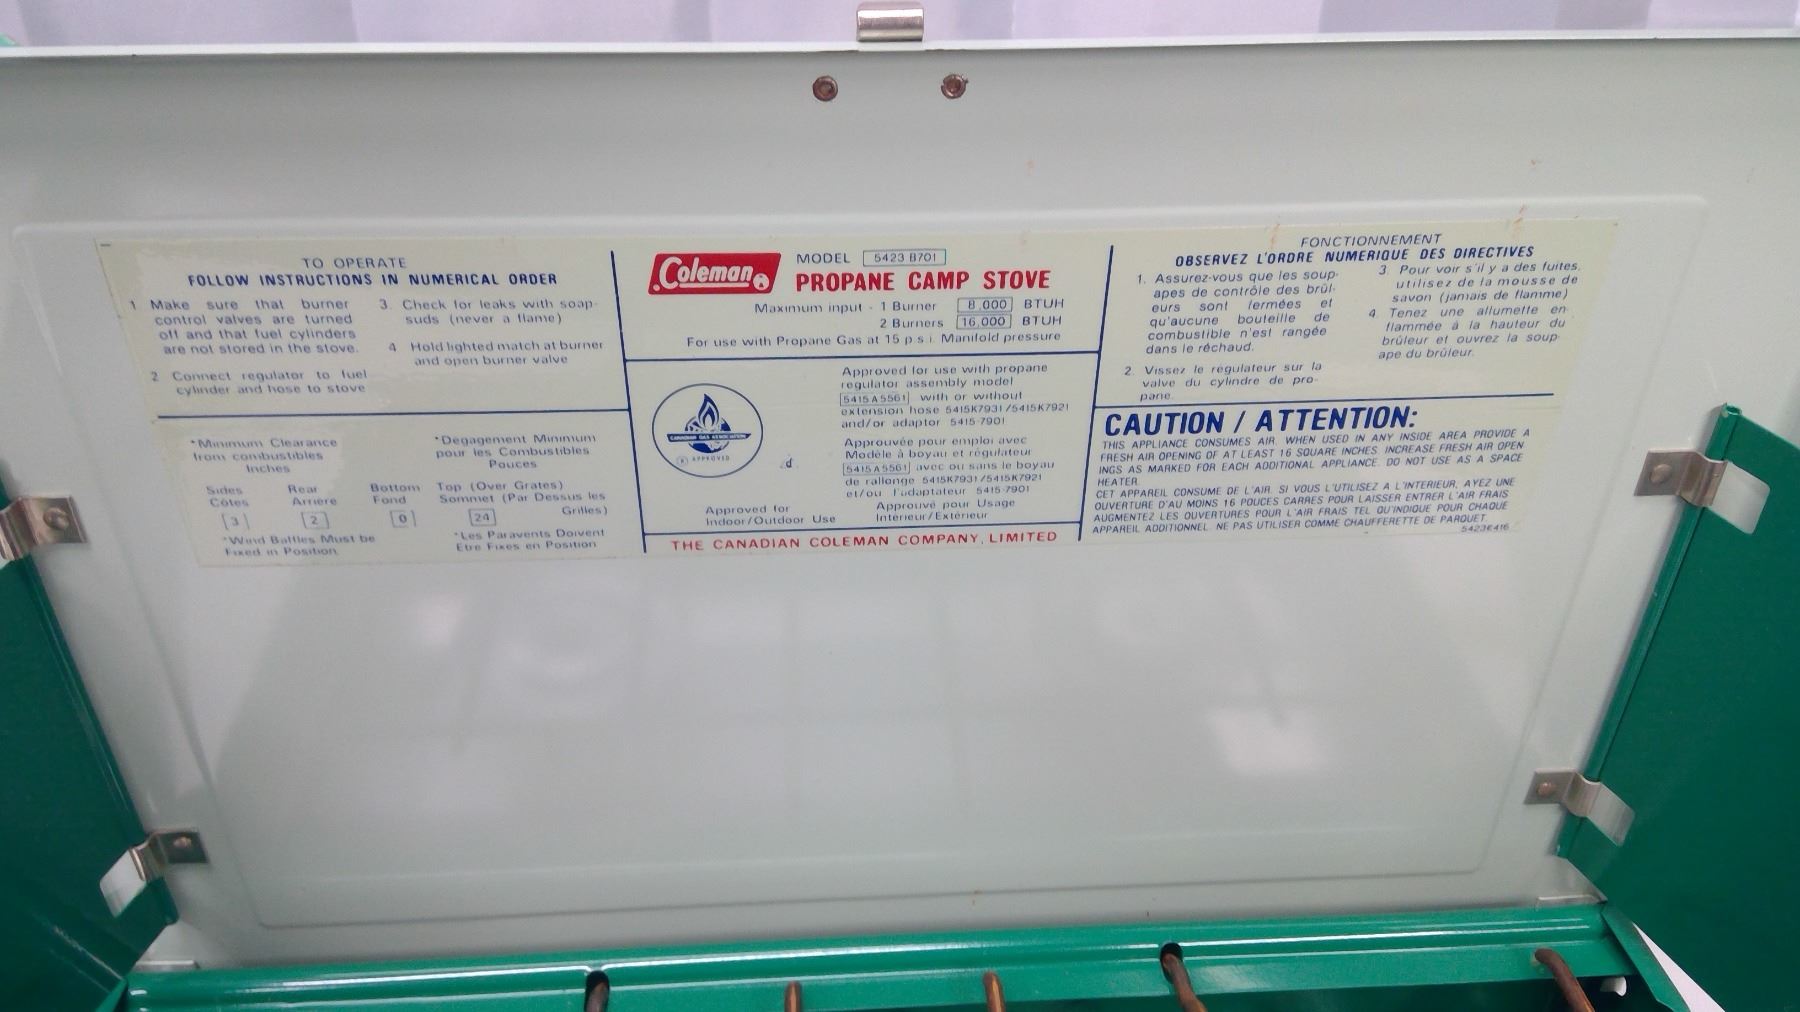 TO OPERATE
FOLLOW INSTRUCTIONS IN NUMERICAL ORDER
1 Make sure that burner
control valves are turned
off and that fuel cylinders
are not stored in the stove.
2 Connect regulator to fuel
cylinder and hose to stove
3. Check for leaks with soap-
suds (never a flame)
4 Hold lighted match at burner
and open burner valve
*Minimum Clearance
from combustibles
Inches
*Degagement Minimum
pour les Combustibles
Pouces
Sides
Côtes
3
Rear
Arriere
2
Bottom
Fond
0
Top (Over Grates)
Sommet (Par Dessus les
Grilles)
24
*Wind Baffles Must be
Fixed in Position
*Les Paravents Doivent
Etre Fixes en Position
Coleman
MODEL 5423 B701
PROPANE CAMP STOVE
Maximum input - 1 Burner 8,000 BTUH
2 Burners 16,000 BTUH
For use with Propane Gas at 15 p s i Manifold pressure
CANADIAN GAS ASSOCIATION
APPROVED
d
Approved for use with propane
regulator assembly model
5415A5561 with or without
extension hose 5415K7931/5415K7921
and/or adaptor 5415-7901
Approuvée pour emploi avec
Modèle à boyau et régulateur
5415A5561 avec ou sans le boyau
de rallonge 5415K7931/5415K7921
et/ou l'adaptateur 5415-7901
Approved for
Indoor/Outdoor Use
Approuvé pour Usage
Interieur/Extérieur
THE CANADIAN COLEMAN COMPANY, LIMITED
FONCTIONNEMENT
OBSERVEZ L'ORDRE NUMERIQUE DES DIRECTIVES
1. Assurez-vous que les soup-
apes de contrôle des brûl-
eurs sont fermées et
qu'aucune bouteille de
combustible n'est rangée
dans le réchaud.
2. Vissez le régulateur sur la
valve du cylindre de pro-
pane.
3. Pour voir s'il y a des fuites,
utilisez de la mousse de
savon (jamais de flamme)
4. Tenez une allumette en-
flammée à la hauteur du
brûleur et ouvrez la soup-
ape du brûleur.
CAUTION / ATTENTION:
THIS APPLIANCE CONSUMES AIR. WHEN USED IN ANY INSIDE AREA PROVIDE A
FRESH AIR OPENING OF AT LEAST 16 SQUARE INCHES. INCREASE FRESH AIR OPEN
INGS AS MARKED FOR EACH ADDITIONAL APPLIANCE. DO NOT USE AS A SPACE
HEATER.
CET APPAREIL CONSUME DE L'AIR. SI VOUS L'UTILISEZ A L'INTERIEUR, AYEZ UNE
OUVERTURE D'AU MOINS 16 POUCES CARRES POUR LAISSER ENTRER L'AIR FRAIS
AUGMENTEZ LES OUVERTURES POUR L'AIR FRAIS TEL QU'INDIQUE POUR CHAQUE
APPAREIL ADDITIONNEL. NE PAS UTILISER COMME CHAUFFERETTE DE PARQUET.
5423E416